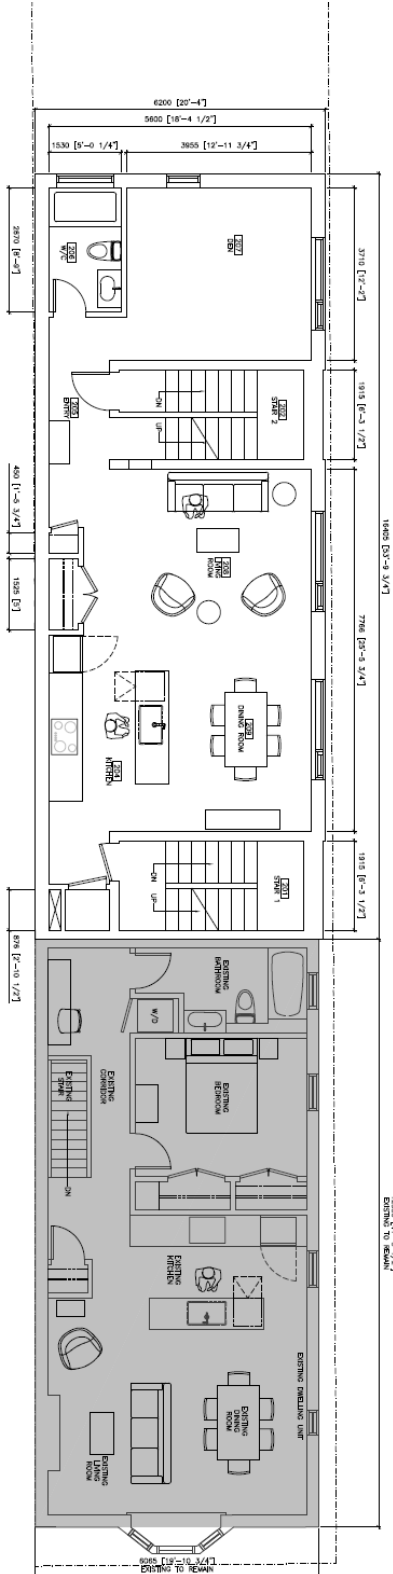 6200 [20'-4"]
5600 [18'-4 1/2"]
1530 [5'-0 1/4"]
3955 [12'-11 3/4"]
2670 [8'-9"]
3710 [12'-2"]
206
W/C
207
DEN
205
ENTRY
202
STAIR 2
DN
UP
1915 [6'-3 1/2"]
450 [1'-5 3/4"]
1525 [5']
208
LIVING
ROOM
16405 [53'-9 3/4"]
7766 [25'-5 3/4"]
209
DINING ROOM
204
KITCHEN
201
STAIR 1
DN
UP
1915 [6'-3 1/2"]
876 [2'-10 1/2"]
EXISTING
BATHROOM
W/D
EXISTING
BEDROOM
EXISTING
CORRIDOR
EXISTING
STAIR
DN
EXISTING TO REMAIN
EXISTING
KITCHEN
EXISTING DWELLING UNIT
EXISTING
DINING
ROOM
EXISTING
LIVING
ROOM
6065 [19'-10 3/4"]
EXISTING TO REMAIN